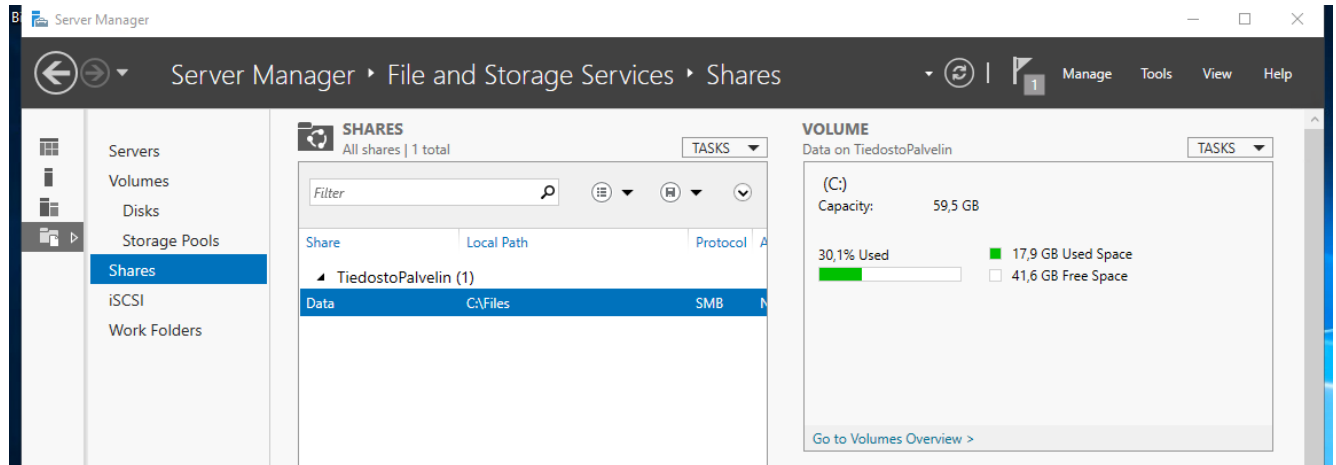 Bi
Server Manager
Server Manager ‣ File and Storage Services ‣ Shares
1
Manage Tools View Help
Servers
Volumes
Disks
Storage Pools
Shares
iSCSI
Work Folders
SHARES
All shares | 1 total
TASKS
Filter
Share Local Path Protocol A
TiedostoPalvelin (1)
Data C:\Files SMB N
VOLUME
Data on TiedostoPalvelin
TASKS
(C:)
Capacity: 59,5 GB
30,1% Used
17,9 GB Used Space
41,6 GB Free Space
Go to Volumes Overview >